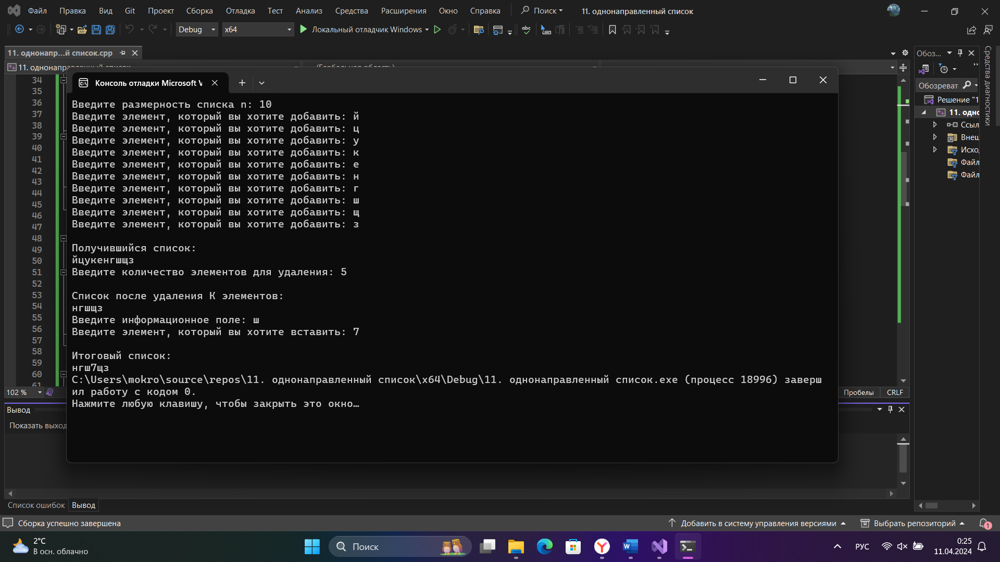 Файл Правка Вид Git Проект Сборка Отладка Тест Анализ Средства Расширения Окно Справка Поиск 11. однонаправленный список
Debug x64 Локальный отладчик Windows
11. однонапр...й список.cpp
Обоз...
Средства диагностики
Обозреват
Решение "1
11. одно
Ссыл
Внеш
Исхо
Файл
Файл
34
35
36
37
38
39
40
41
42
43
44
45
46
47
48
49
50
51
52
53
54
55
56
57
58
59
60
61
Консоль отладки Microsoft V
Введите размерность списка n: 10
Введите элемент, который вы хотите добавить: й
Введите элемент, который вы хотите добавить: ц
Введите элемент, который вы хотите добавить: у
Введите элемент, который вы хотите добавить: к
Введите элемент, который вы хотите добавить: е
Введите элемент, который вы хотите добавить: н
Введите элемент, который вы хотите добавить: г
Введите элемент, который вы хотите добавить: ш
Введите элемент, который вы хотите добавить: щ
Введите элемент, который вы хотите добавить: з
Получившийся список:
йцукенгшщз
Введите количество элементов для удаления: 5
Список после удаления К элементов:
нгшщз
Введите информационное поле: ш
Введите элемент, который вы хотите вставить: 7
Итоговый список:
нгш7щз
C:\Users\mokro\source\repos\11. однонаправленный список\x64\Debug\11. однонаправленный список.exe (процесс 18996) заверш
ил работу с кодом 0.
Нажмите любую клавишу, чтобы закрыть это окно…
102 %
Пробелы CRLF
Вывод
Показать выход
Список ошибок Вывод
Сборка успешно завершена
Добавить в систему управления версиями Выбрать репозиторий 1
2°C
В осн. облачно
Поиск
РУС
0:25
11.04.2024